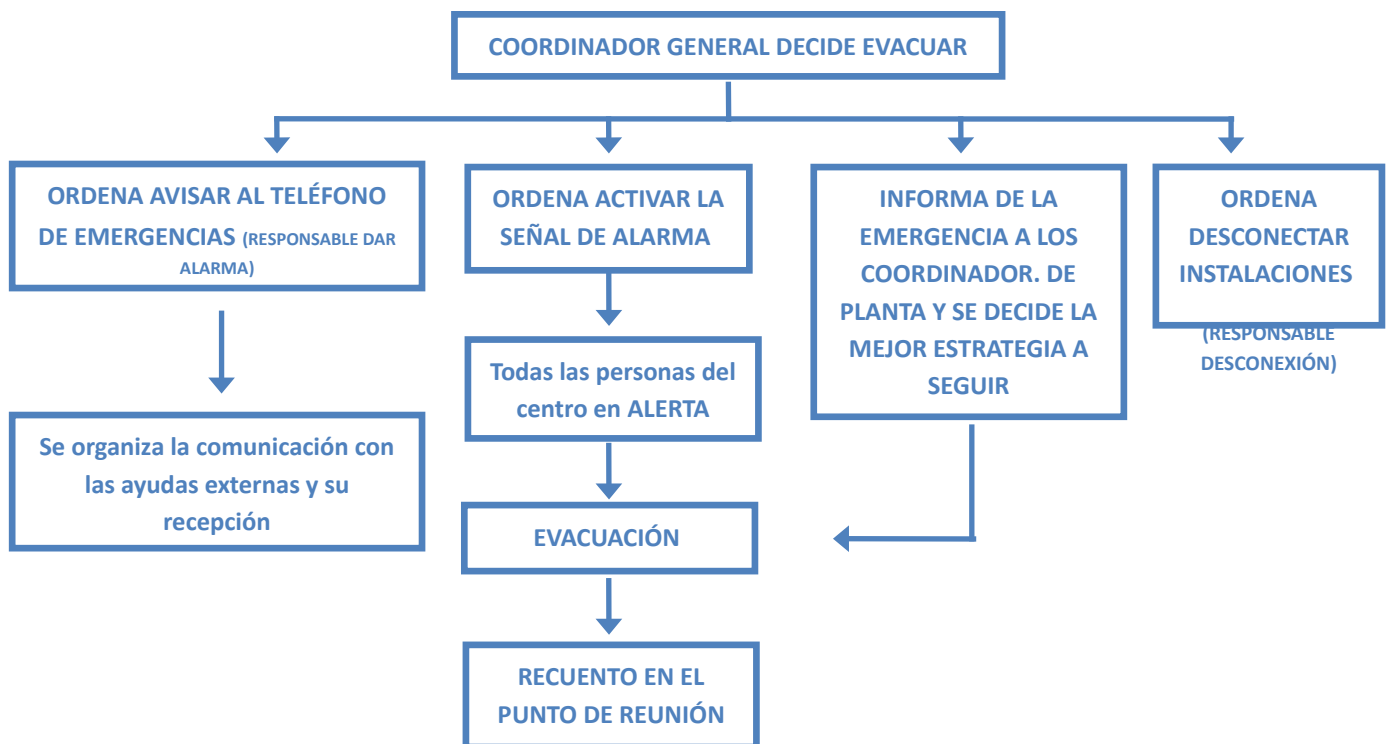 COORDINADOR GENERAL DECIDE EVACUAR
ORDENA AVISAR AL TELÉFONO
DE EMERGENCIAS (RESPONSABLE DAR
ALARMA)
ORDENA ACTIVAR LA
SEÑAL DE ALARMA
INFORMA DE LA
EMERGENCIA A LOS
COORDINADOR. DE
PLANTA Y SE DECIDE LA
MEJOR ESTRATEGIA A
SEGUIR
ORDENA
DESCONECTAR
INSTALACIONES
(RESPONSABLE
DESCONEXIÓN)
Se organiza la comunicación con
las ayudas externas y su
recepción
Todas las personas del
centro en ALERTA
EVACUACIÓN
RECUENTO EN EL
PUNTO DE REUNIÓN